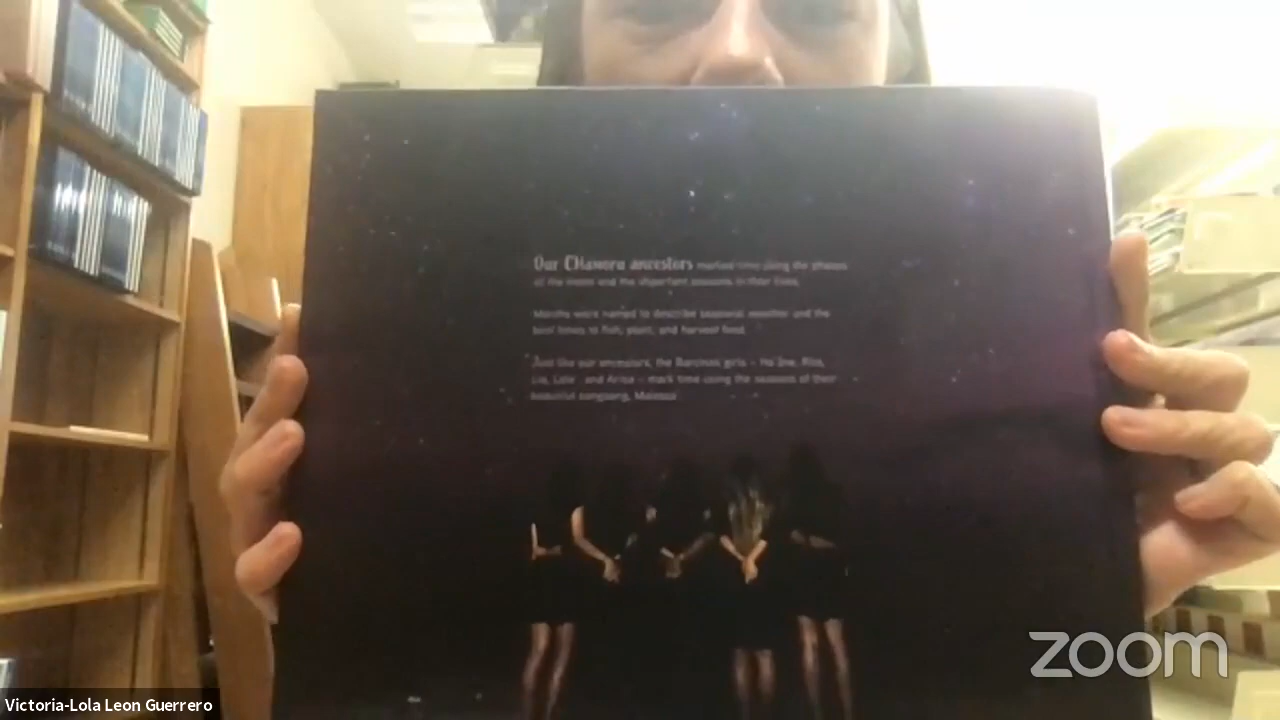 Our CHamoru ancestors marked time using the phases
of the moon and the important seasons in their lives.
Months were named to describe seasonal weather and the
best times to fish, plant, and harvest food.
Just like our ancestors, the Barcinas girls – Ha'åne, Rita,
Lia, Lole', and Arisa – mark time using the seasons of their
beautiful songsong, Malesso'.
zoom
Victoria-Lola Leon Guerrero